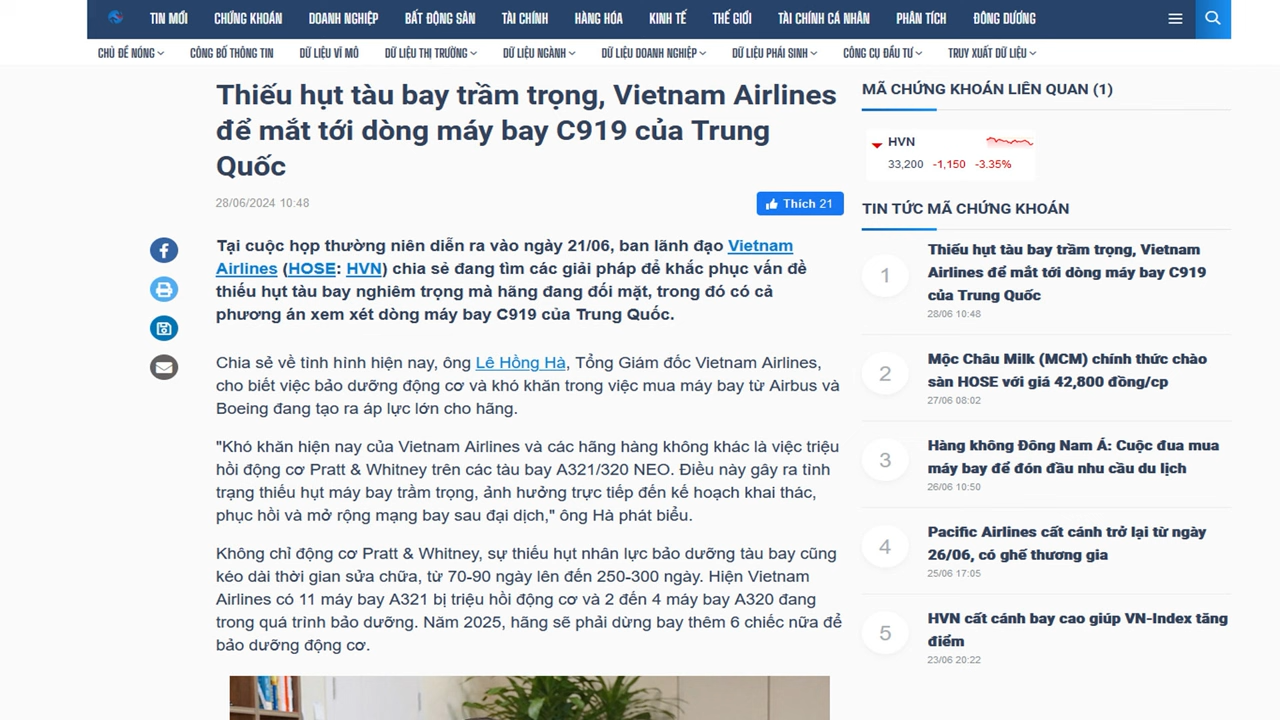 TIN MỚI CHỨNG KHOÁN DOANH NGHIỆP BẤT ĐỘNG SẢN TÀI CHÍNH HÀNG HÓA KINH TẾ THẾ GIỚI TÀI CHÍNH CÁ NHÂN PHÂN TÍCH ĐÔNG DƯƠNG
CHỦ ĐỀ NÓNG CÔNG BỐ THÔNG TIN DỮ LIỆU VĨ MÔ DỮ LIỆU THỊ TRƯỜNG DỮ LIỆU NGÀNH DỮ LIỆU DOANH NGHIỆP DỮ LIỆU PHÁI SINH CÔNG CỤ ĐẦU TƯ TRUY XUẤT DỮ LIỆU
Thiếu hụt tàu bay trầm trọng, Vietnam Airlines
để mắt tới dòng máy bay C919 của Trung
Quốc
28/06/2024 10:48
Thích 21
Tại cuộc họp thường niên diễn ra vào ngày 21/06, ban lãnh đạo Vietnam
Airlines (HOSE: HVN) chia sẻ đang tìm các giải pháp để khắc phục vấn đề
thiếu hụt tàu bay nghiêm trọng mà hãng đang đối mặt, trong đó có cả
phương án xem xét dòng máy bay C919 của Trung Quốc.
Chia sẻ về tình hình hiện nay, ông Lê Hồng Hà, Tổng Giám đốc Vietnam Airlines,
cho biết việc bảo dưỡng động cơ và khó khăn trong việc mua máy bay từ Airbus và
Boeing đang tạo ra áp lực lớn cho hãng.
"Khó khăn hiện nay của Vietnam Airlines và các hãng hàng không khác là việc triệu
hồi động cơ Pratt & Whitney trên các tàu bay A321/320 NEO. Điều này gây ra tình
trạng thiếu hụt máy bay trầm trọng, ảnh hưởng trực tiếp đến kế hoạch khai thác,
phục hồi và mở rộng mạng bay sau đại dịch," ông Hà phát biểu.
Không chỉ động cơ Pratt & Whitney, sự thiếu hụt nhân lực bảo dưỡng tàu bay cũng
kéo dài thời gian sửa chữa, từ 70-90 ngày lên đến 250-300 ngày. Hiện Vietnam
Airlines có 11 máy bay A321 bị triệu hồi động cơ và 2 đến 4 máy bay A320 đang
trong quá trình bảo dưỡng. Năm 2025, hãng sẽ phải dừng bay thêm 6 chiếc nữa để
bảo dưỡng động cơ.
MÃ CHỨNG KHOÁN LIÊN QUAN (1)
HVN
33,200 -1,150 -3.35%
TIN TỨC MÃ CHỨNG KHOÁN
1
Thiếu hụt tàu bay trầm trọng, Vietnam
Airlines để mắt tới dòng máy bay C919
của Trung Quốc
28/06 10:48
2
Mộc Châu Milk (MCM) chính thức chào
sàn HOSE với giá 42,800 đồng/cp
27/06 08:02
3
Hàng không Đông Nam Á: Cuộc đua mua
máy bay để đón đầu nhu cầu du lịch
26/06 10:50
4
Pacific Airlines cất cánh trở lại từ ngày
26/06, có ghế thương gia
25/06 17:05
5
HVN cất cánh bay cao giúp VN-Index tăng
điểm
23/06 20:22